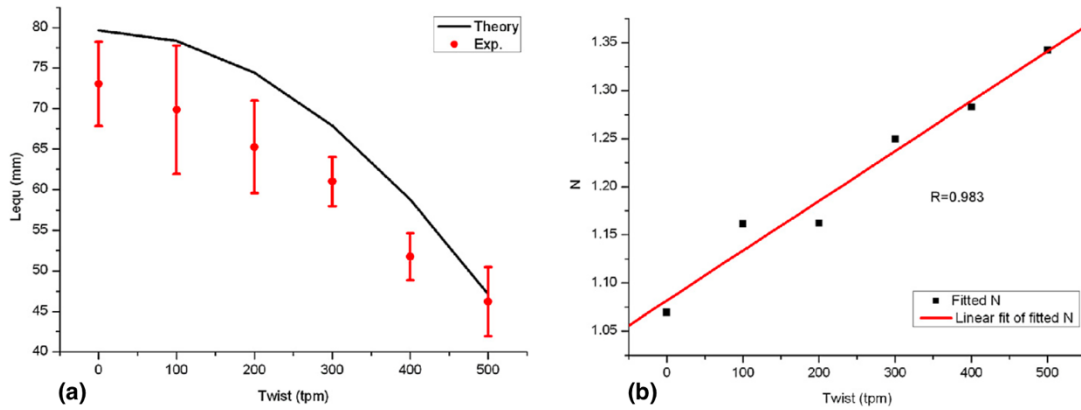 80
75
70
65
60
55
50
45
40
Lequ (mm)
Theory
Exp.
0 100 200 300 400 500
Twist (tpm)
(a)
1.35
1.30
1.25
1.20
1.15
1.10
1.05
N
R=0.983
Fitted N
Linear fit of fitted N
0 100 200 300 400 500
Twist (tpm)
(b)